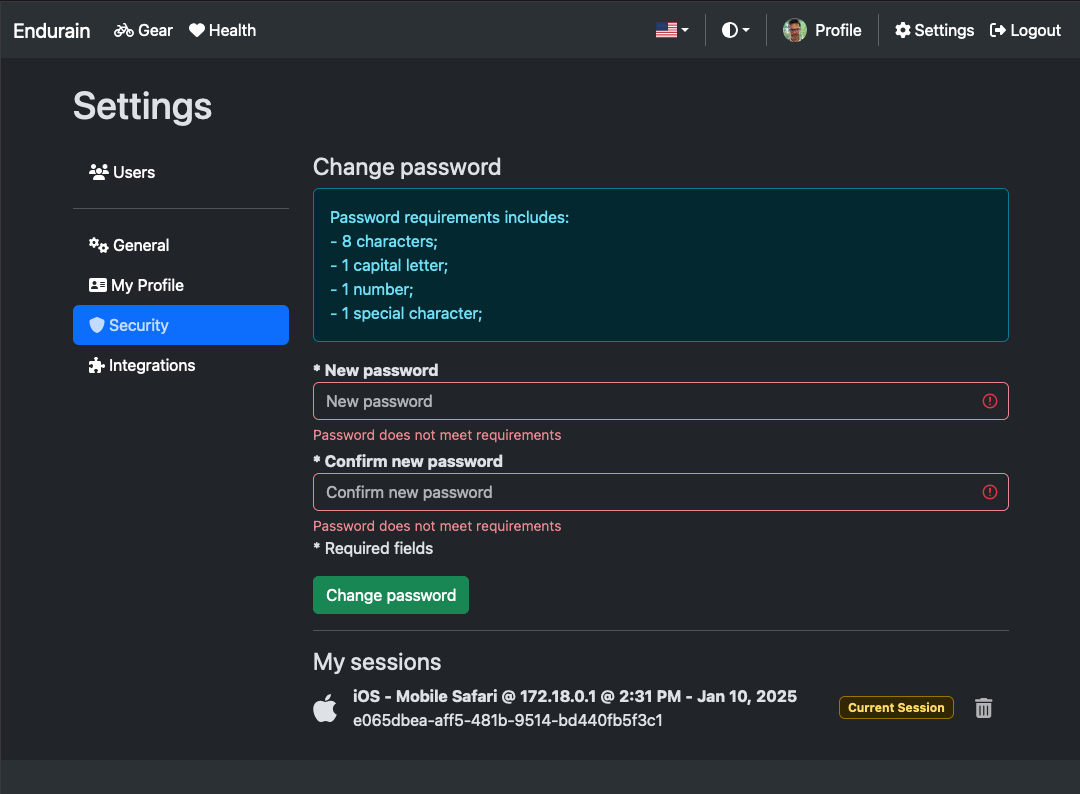 Endurain Gear Health Profile Settings Logout
Settings
Users
General
My Profile
Security
Integrations
Change password
Password requirements includes:
- 8 characters;
- 1 capital letter;
- 1 number;
- 1 special character;
* New password
New password
Password does not meet requirements
* Confirm new password
Confirm new password
Password does not meet requirements
* Required fields
Change password
My sessions
iOS - Mobile Safari @ 172.18.0.1 @ 2:31 PM - Jan 10, 2025
e065dbea-aff5-481b-9514-bd440fb5f3c1
Current Session